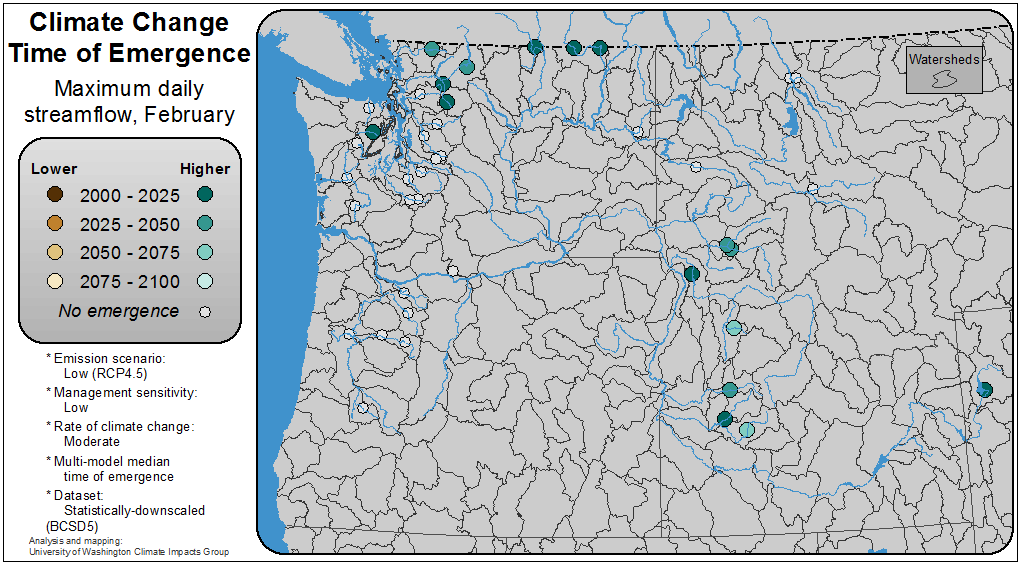 Climate Change
Time of Emergence
Maximum daily
streamflow, February
Lower Higher
2000 - 2025
2025 - 2050
2050 - 2075
2075 - 2100
No emergence
* Emission scenario:
Low (RCP4.5)
* Management sensitivity:
Low
* Rate of climate change:
Moderate
* Multi-model median
time of emergence
* Dataset:
Statistically-downscaled
(BCSD5)
Analysis and mapping:
University of Washington Climate Impacts Group
Watersheds